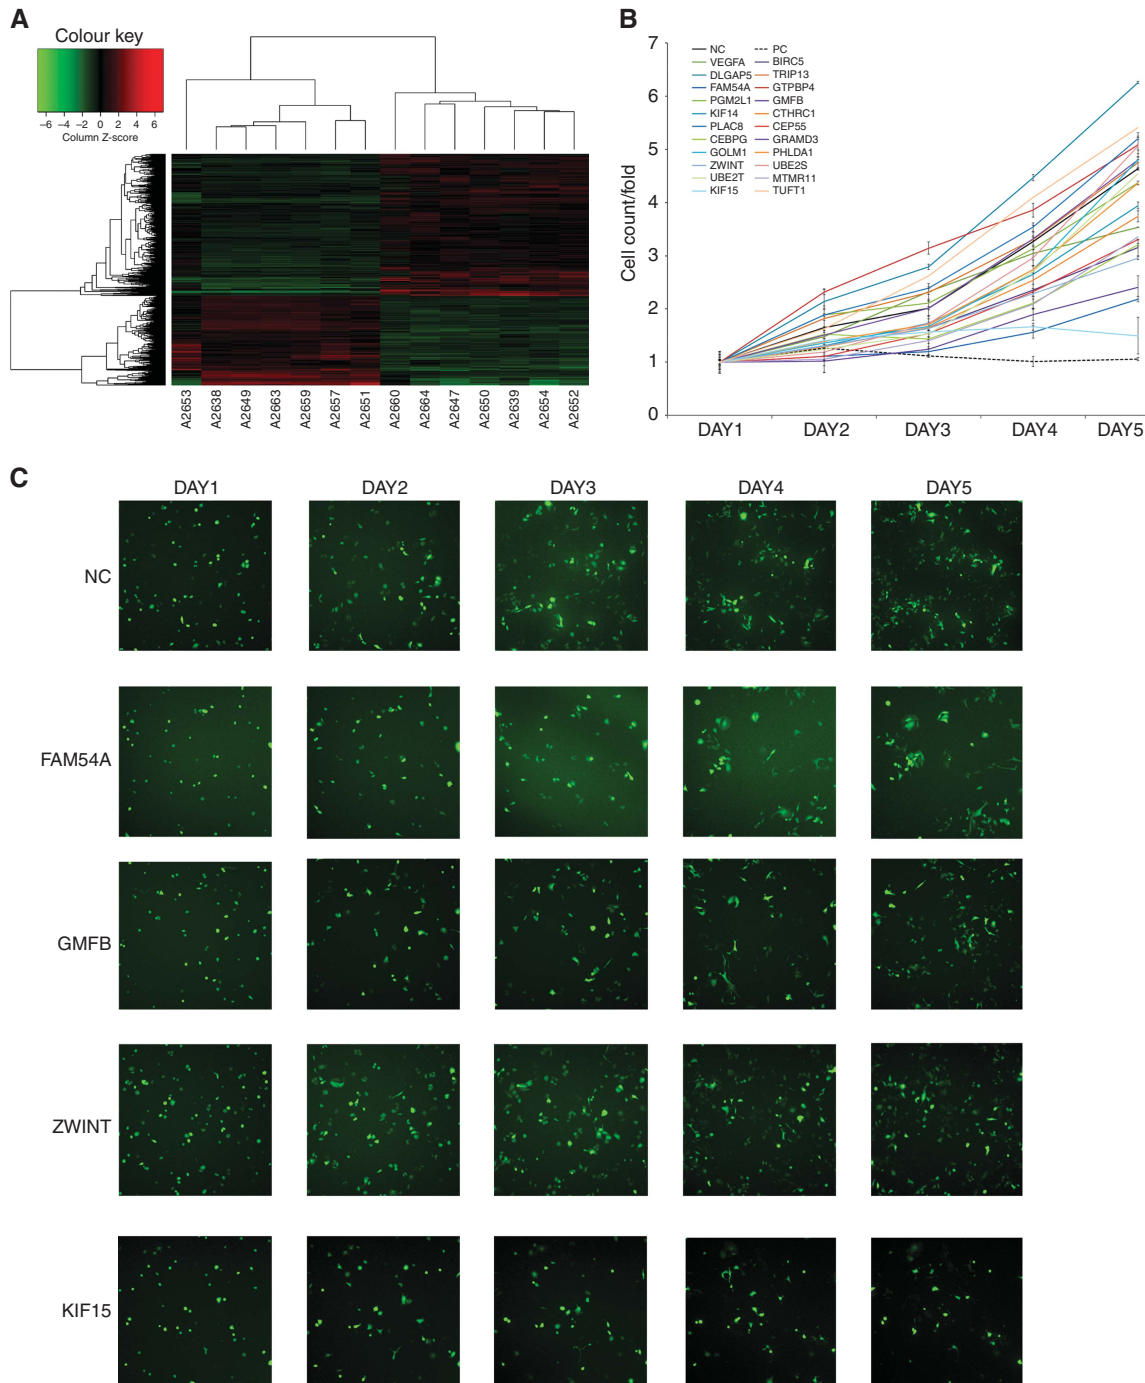 A
Colour key
−6 −4 −2 0 2 4 6
Column Z-score
A2653 A2638 A2649 A2663 A2659 A2657 A2651 A2660 A2664 A2647 A2650 A2639 A2654 A2652
B
Cell count/fold
7
6
5
4
3
2
1
0
NC PC
VEGFA BIRC5
DLGAP5 TRIP13
FAM54A GTPBP4
PGM2L1 GMFB
KIF14 CTHRC1
PLAC8 CEP55
CEBPG GRAMD3
GOLM1 PHLDA1
ZWINT UBE2S
UBE2T MTMR11
KIF15 TUFT1
DAY1 DAY2 DAY3 DAY4 DAY5
C
DAY1 DAY2 DAY3 DAY4 DAY5
NC
FAM54A
GMFB
ZWINT
KIF15